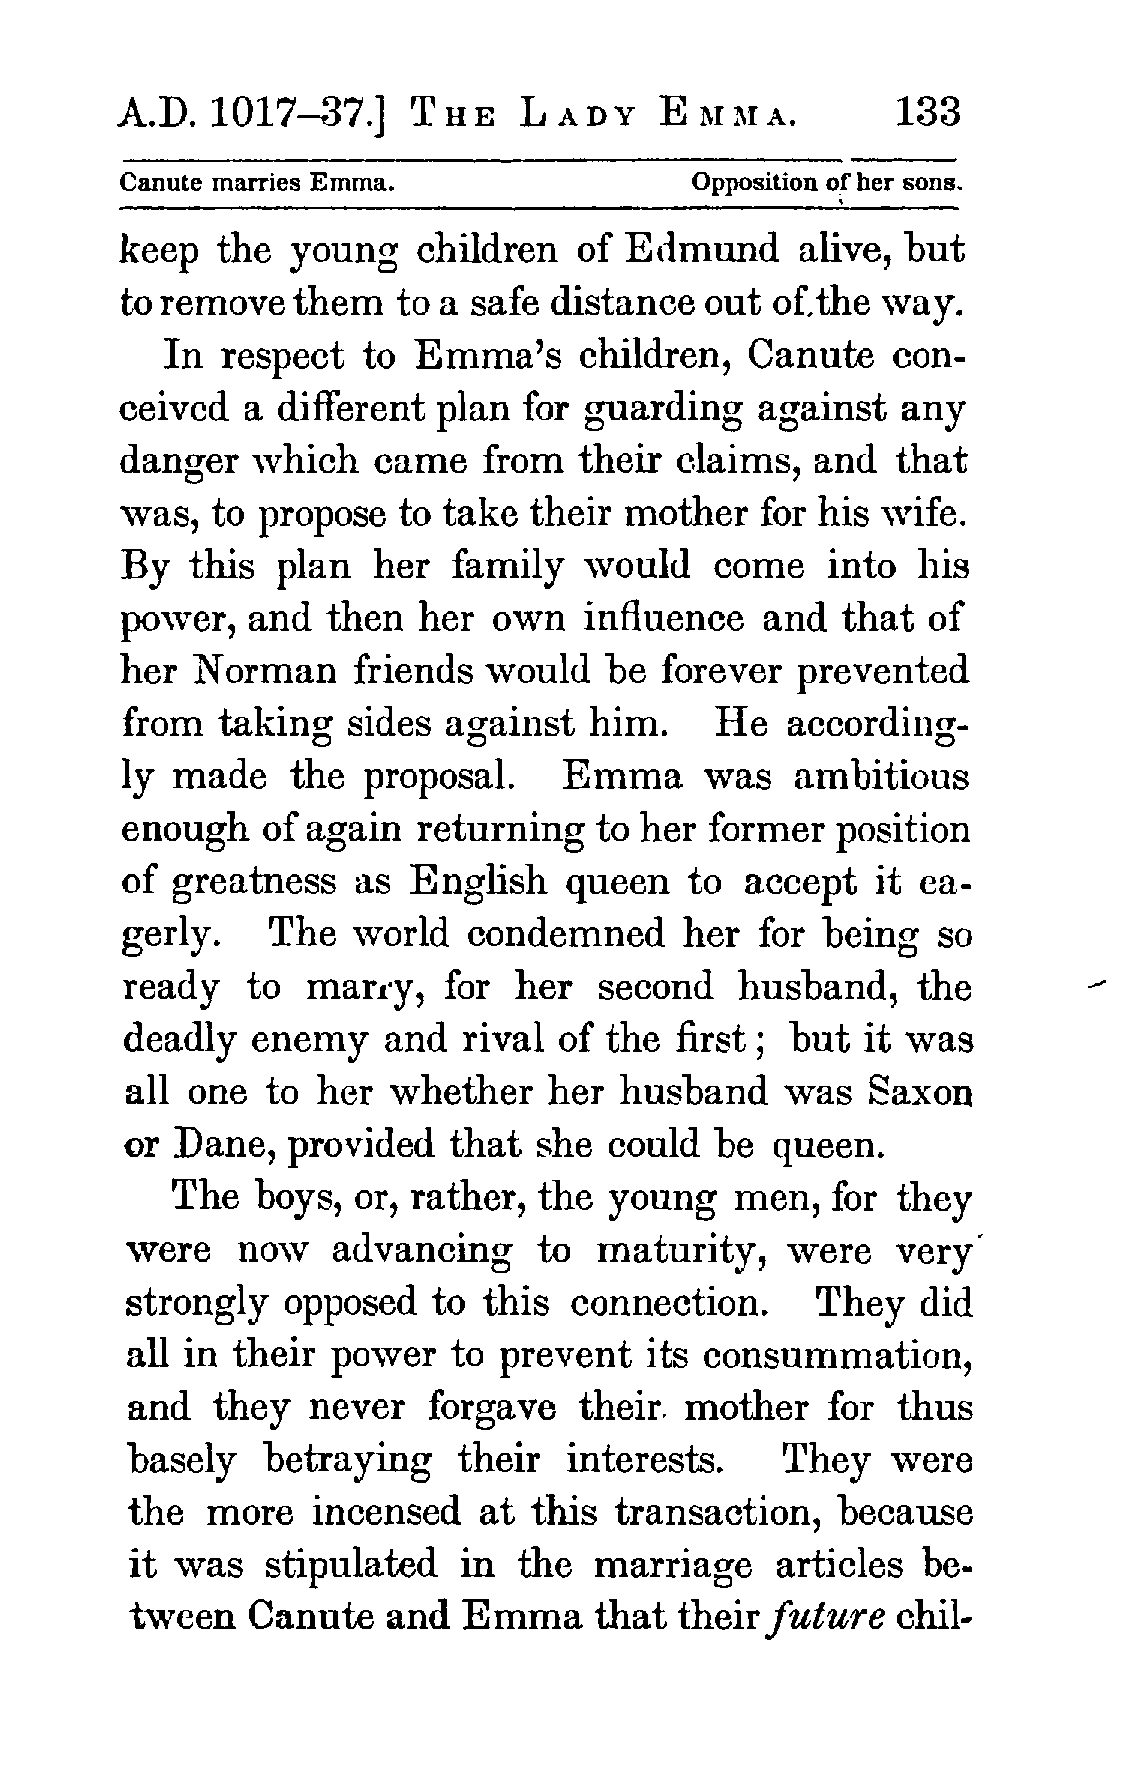 A.D. 1017–37.] THE LADY EMMA. 133
Canute marries Emma. Opposition of her sons.
keep the young children of Edmund alive, but
to remove them to a safe distance out of the way.
In respect to Emma's children, Canute con-
ceived a different plan for guarding against any
danger which came from their claims, and that
was, to propose to take their mother for his wife.
By this plan her family would come into his
power, and then her own influence and that of
her Norman friends would be forever prevented
from taking sides against him. He according-
ly made the proposal. Emma was ambitious
enough of again returning to her former position
of greatness as English queen to accept it ea-
gerly. The world condemned her for being so
ready to marry, for her second husband, the
deadly enemy and rival of the first; but it was
all one to her whether her husband was Saxon
or Dane, provided that she could be queen.
The boys, or, rather, the young men, for they
were now advancing to maturity, were very
strongly opposed to this connection. They did
all in their power to prevent its consummation,
and they never forgave their mother for thus
basely betraying their interests. They were
the more incensed at this transaction, because
it was stipulated in the marriage articles be-
tween Canute and Emma that their future chil-